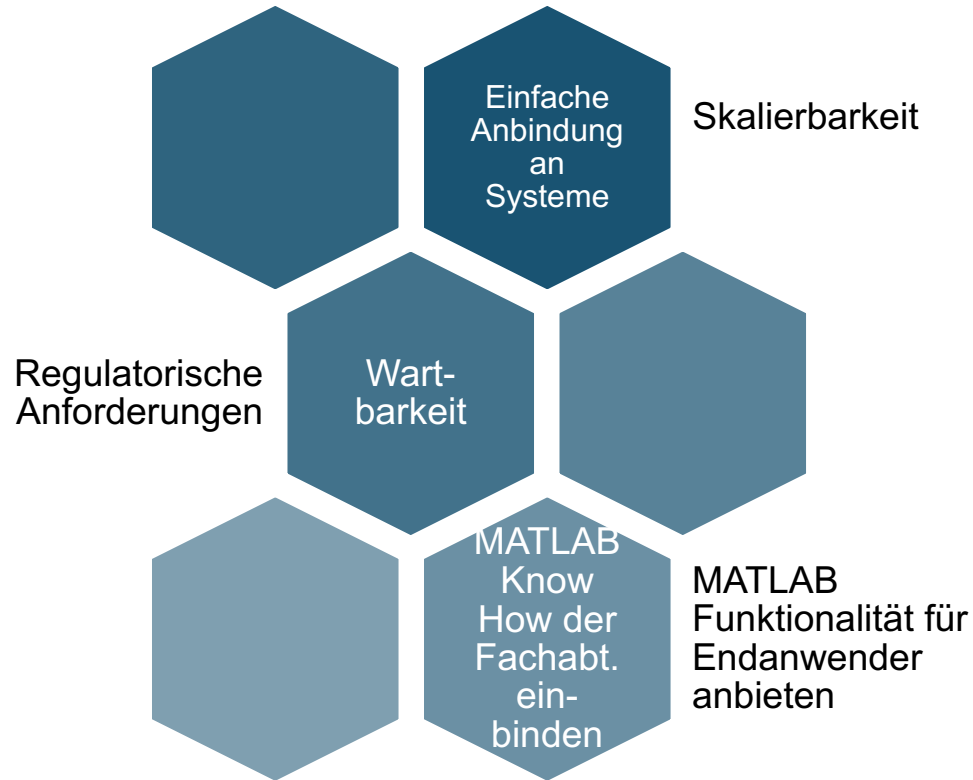 Einfache
Anbindung
an
Systeme
Skalierbarkeit
Regulatorische
Anforderungen
Wart-
barkeit
MATLAB
Know
How der
Fachabt.
ein-
binden
MATLAB
Funktionalität für
Endanwender
anbieten